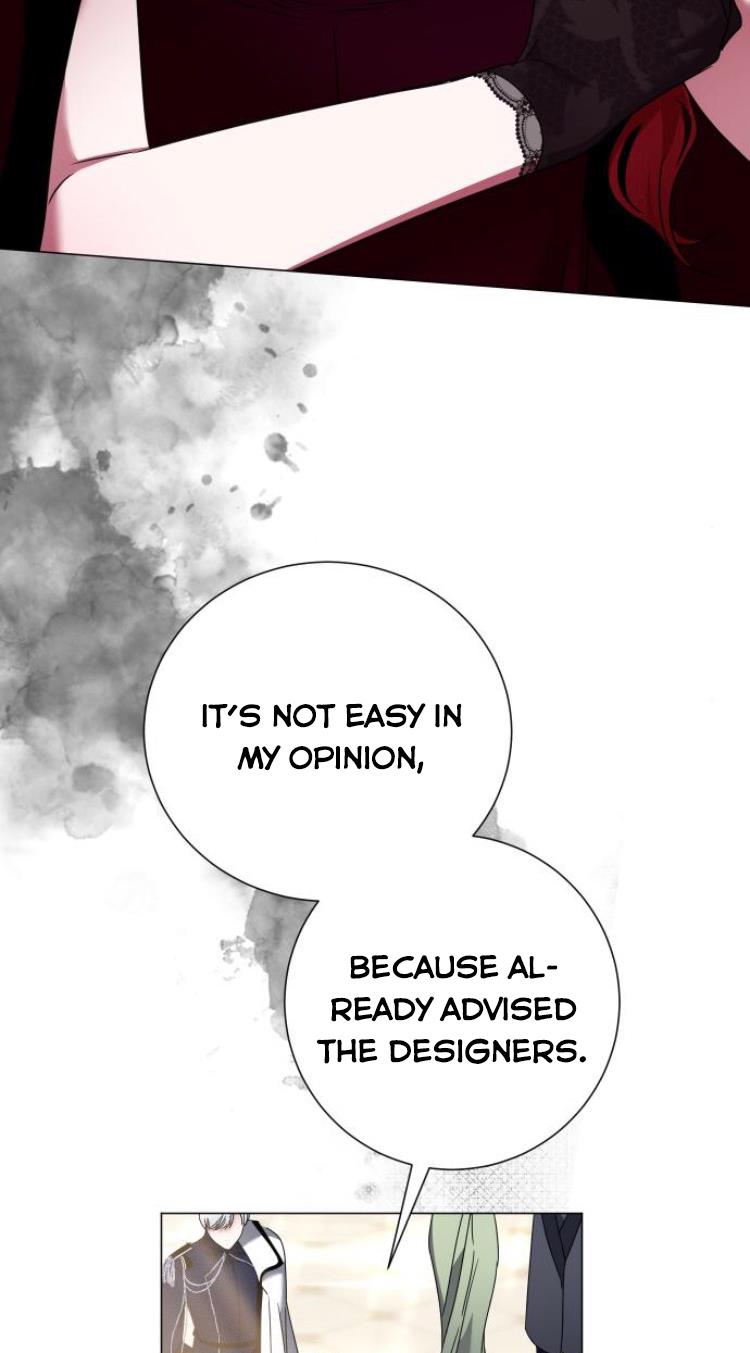 IT'S NOT EASY IN
MY OPINION,
BECAUSE AL-
READY ADVISED
THE DESIGNERS.